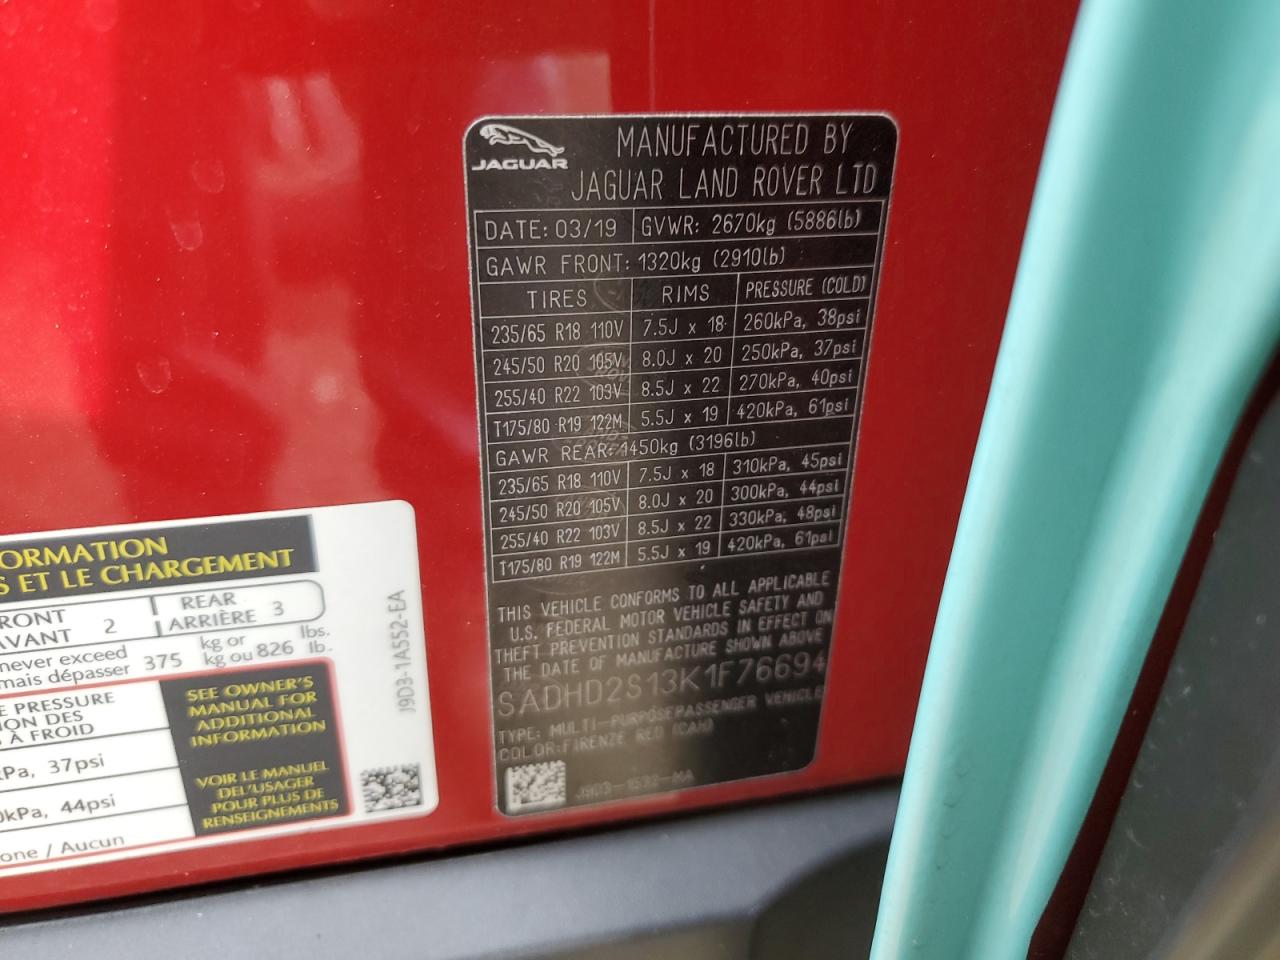 JAGUAR
MANUFACTURED BY
JAGUAR LAND ROVER LTD
DATE: 03/19 GVWR: 2670kg (5886lb)
GAWR FRONT: 1320kg (2910lb)
TIRES RIMS PRESSURE (COLD)
235/65 R18 110V 7.5J x 18 260kPa, 38psi
245/50 R20 105V 8.0J x 20 250kPa, 37psi
255/40 R22 103V 8.5J x 22 270kPa, 40psi
T175/80 R19 122M 5.5J x 19 420kPa, 61psi
GAWR REAR: 1450kg (3196lb)
235/65 R18 110V 7.5J x 18 310kPa, 45psi
245/50 R20 105V 8.0J x 20 300kPa, 44psi
255/40 R22 103V 8.5J x 22 330kPa, 48psi
T175/80 R19 122M 5.5J x 19 420kPa, 61psi
THIS VEHICLE CONFORMS TO ALL APPLICABLE
U.S. FEDERAL MOTOR VEHICLE SAFETY AND
THEFT PREVENTION STANDARDS IN EFFECT ON
THE DATE OF MANUFACTURE SHOWN ABOVE
SADHD2S13K1F76694
TYPE: MULTI-PURPOSE PASSENGER VEHICLE
COLOR: FIRENZE RED (CAH)
J9D3-1532-MA
ORMATION
S ET LE CHARGEMENT
RONT
AVANT 2
REAR
ARRIÈRE 3
never exceed
mais dépasser 375 kg or
kg ou 826 lbs.
lb.
E PRESSURE
ION DES
À FROID
kPa, 37psi
0kPa, 44psi
one / Aucun
SEE OWNER'S
MANUAL FOR
ADDITIONAL
INFORMATION
VOIR LE MANUEL
DEL'USAGER
POUR PLUS DE
RENSEIGNEMENTS
J9D3-1A552-EA